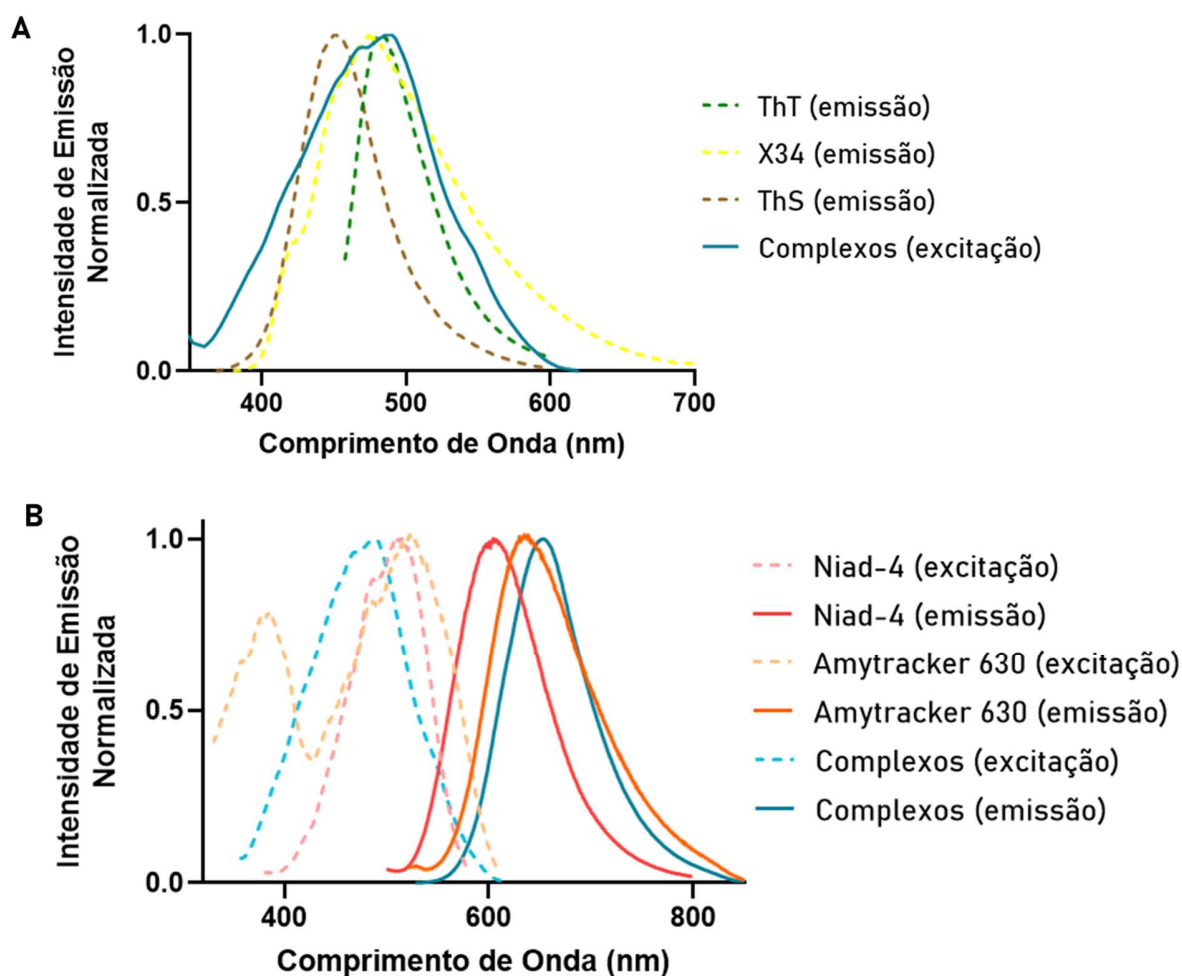 A
Intensidade de Emissão
Normalizada
1.0
0.5
0.0
400
500
600
700
Comprimento de Onda (nm)
ThT (emissão)
X34 (emissão)
ThS (emissão)
Complexos (excitação)
B
Intensidade de Emissão
Normalizada
1.0
0.5
0.0
400
600
800
Comprimento de Onda (nm)
Niad-4 (excitação)
Niad-4 (emissão)
Amytracker 630 (excitação)
Amytracker 630 (emissão)
Complexos (excitação)
Complexos (emissão)